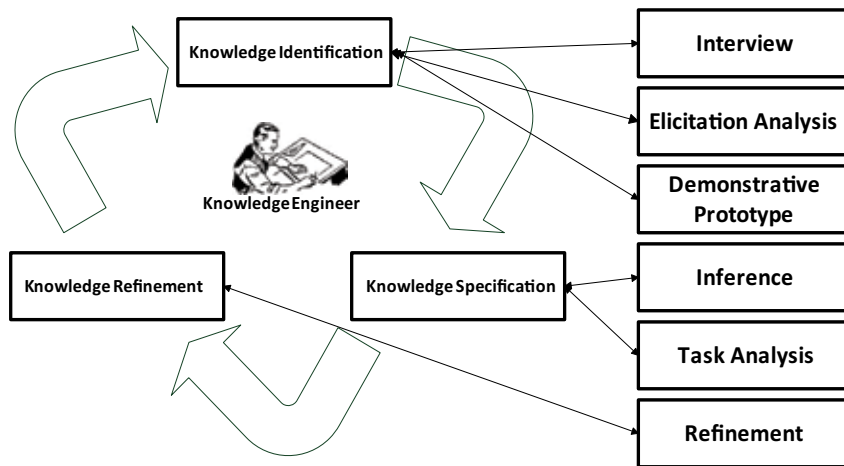 Knowledge Identification
Interview
Elicitation Analysis
Demonstrative
Prototype
Knowledge Engineer
Knowledge Refinement
Knowledge Specification
Inference
Task Analysis
Refinement